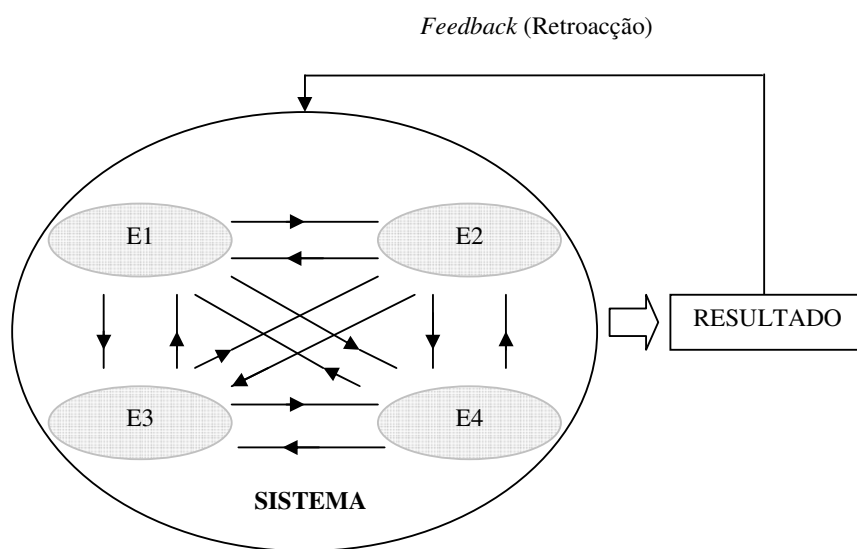 Feedback (Retroacção)
E1
E2
RESULTADO
E3
E4
SISTEMA